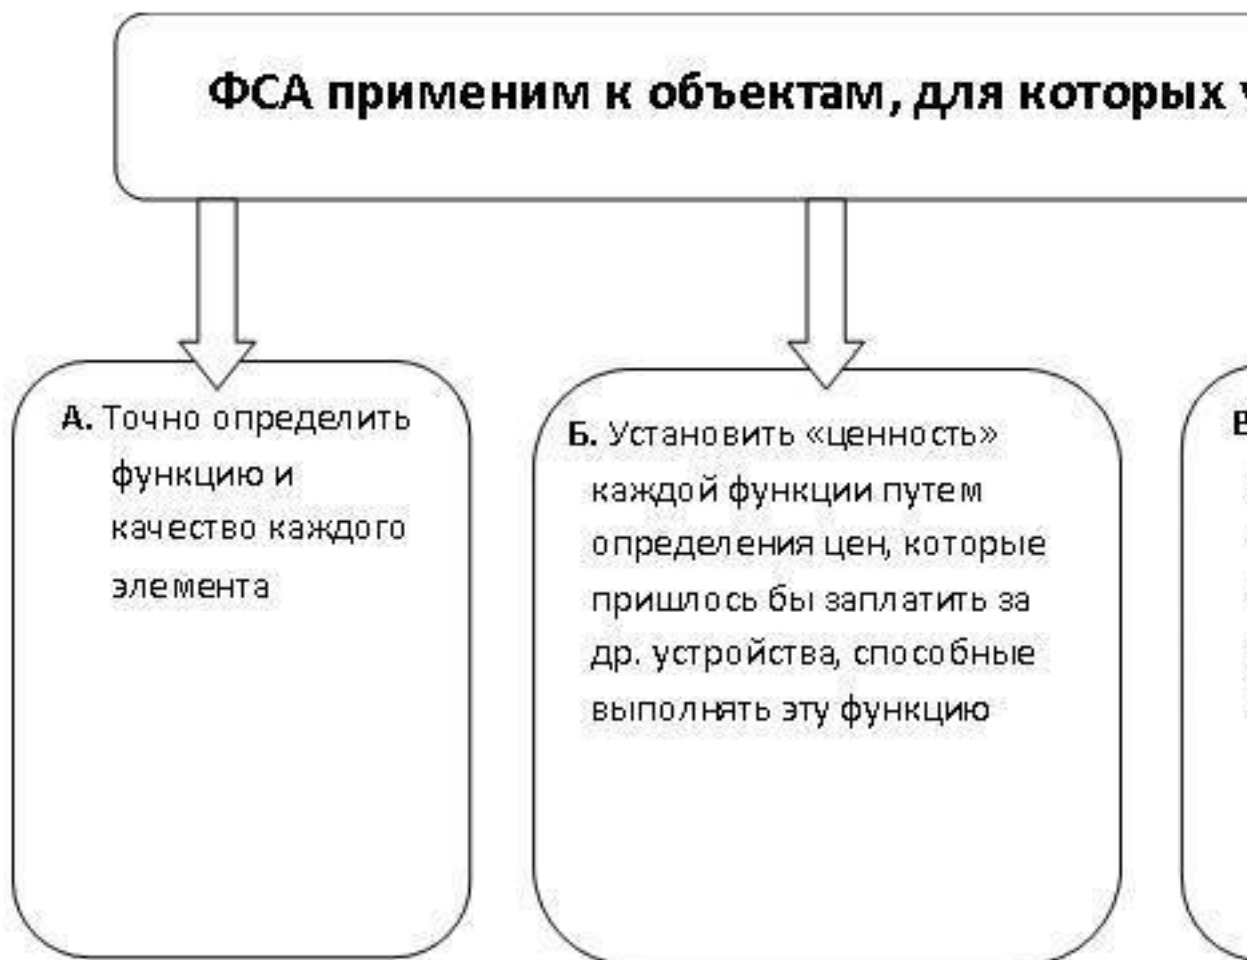 ФСА применим к объектам, для которых
А. Точно определить
функцию и
качество каждого
элемента
Б. Установить «ценность»
каждой функции путем
определения цен, которые
пришлось бы заплатить за
др. устройства, способные
выполнять эту функцию
В